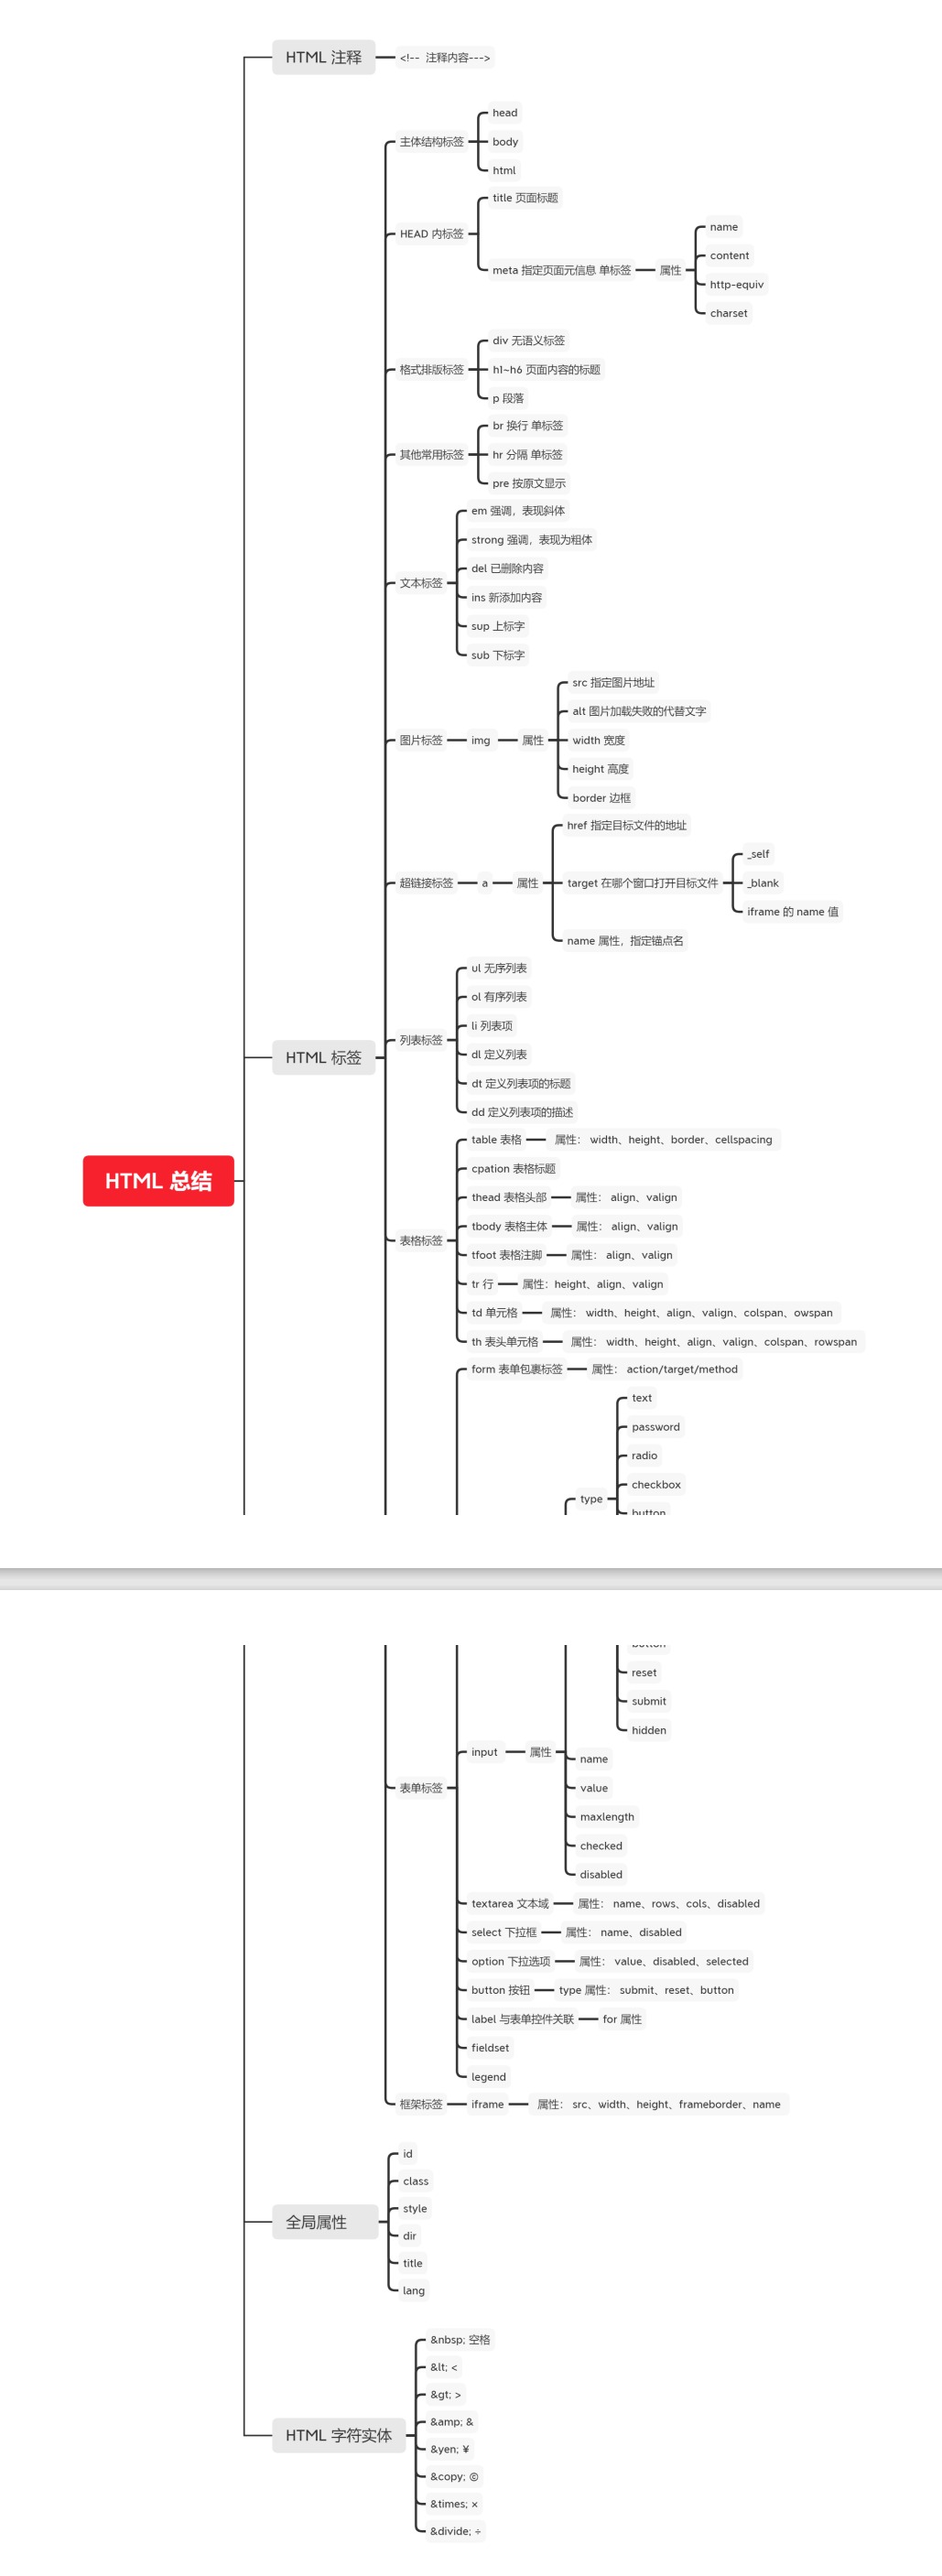 HTML 总结
HTML 注释
<!-- 注释内容--->
HTML 标签
主体结构标签
head
body
html
HEAD 内标签
title 页面标题
meta 指定页面元信息 单标签
属性
name
content
http-equiv
charset
格式排版标签
div 无语义标签
h1~h6 页面内容的标题
p 段落
其他常用标签
br 换行 单标签
hr 分隔 单标签
pre 按原文显示
文本标签
em 强调，表现斜体
strong 强调，表现为粗体
del 已删除内容
ins 新添加内容
sup 上标字
sub 下标字
图片标签
img
属性
src 指定图片地址
alt 图片加载失败的代替文字
width 宽度
height 高度
border 边框
超链接标签
a
属性
href 指定目标文件的地址
target 在哪个窗口打开目标文件
_self
_blank
iframe 的 name 值
name 属性，指定锚点名
列表标签
ul 无序列表
ol 有序列表
li 列表项
dl 定义列表
dt 定义列表项的标题
dd 定义列表项的描述
表格标签
table 表格
属性： width、height、border、cellspacing
cpation 表格标题
thead 表格头部
属性： align、valign
tbody 表格主体
属性： align、valign
tfoot 表格注脚
属性： align、valign
tr 行
属性：height、align、valign
td 单元格
属性： width、height、align、valign、colspan、owspan
th 表头单元格
属性： width、height、align、valign、colspan、rowspan
表单标签
form 表单包裹标签
属性： action/target/method
input
属性
type
text
password
radio
checkbox
button
button
reset
submit
hidden
name
value
maxlength
checked
disabled
textarea 文本域
属性： name、rows、cols、disabled
select 下拉框
属性： name、disabled
option 下拉选项
属性： value、disabled、selected
button 按钮
type 属性： submit、reset、button
label 与表单控件关联
for 属性
fieldset
legend
框架标签
iframe
属性： src、width、height、frameborder、name
全局属性
id
class
style
dir
title
lang
HTML 字符实体
&nbsp; 空格
&lt; <
&gt; >
&amp; &
&yen; ¥
&copy; ©
&times; ×
&divide; ÷